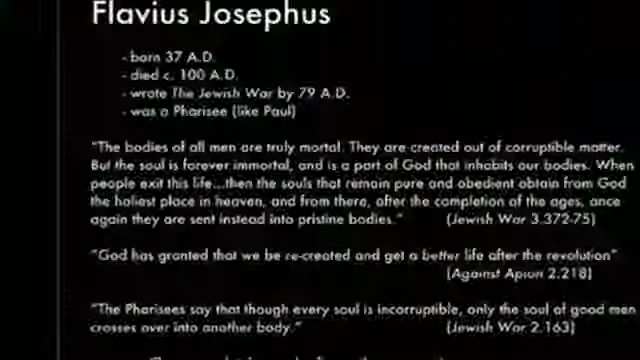 Flavius Josephus
- born 37 A.D.
- died c. 100 A.D.
- wrote The Jewish War by 79 A.D.
- was a Pharisee (like Paul)
"The bodies of all men are truly mortal. They are created out of corruptible matter.
But the soul is forever immortal, and is a part of God that inhabits our bodies. When
people exit this life...then the souls that remain pure and obedient obtain from God
the holiest place in heaven, and from there, after the completion of the ages, once
again they are sent instead into pristine bodies." (Jewish War 3.372-75)
"God has granted that we be re-created and get a better life after the revolution"
(Against Apion 2.218)
"The Pharisees say that though every soul is incorruptible, only the soul of good men
crosses over into another body." (Jewish War 2.163)